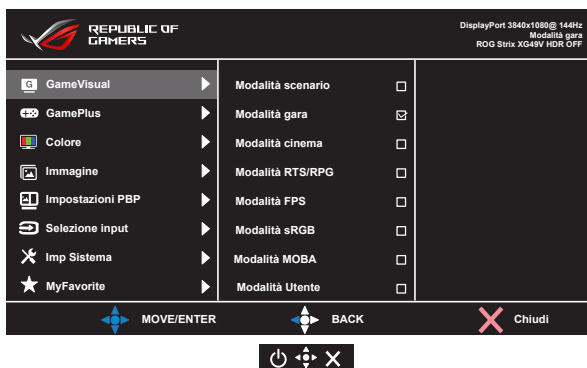 REPUBLIC OF
GAMERS
DisplayPort 3840x1080@ 144Hz
Modalità gara
ROG Strix XG49V HDR OFF
G GameVisual
GamePlus
Colore
Immagine
Impostazioni PBP
Selezione input
Imp Sistema
MyFavorite
Modalità scenario
Modalità gara
Modalità cinema
Modalità RTS/RPG
Modalità FPS
Modalità sRGB
Modalità MOBA
Modalità Utente
MOVE/ENTER
BACK
Chiudi